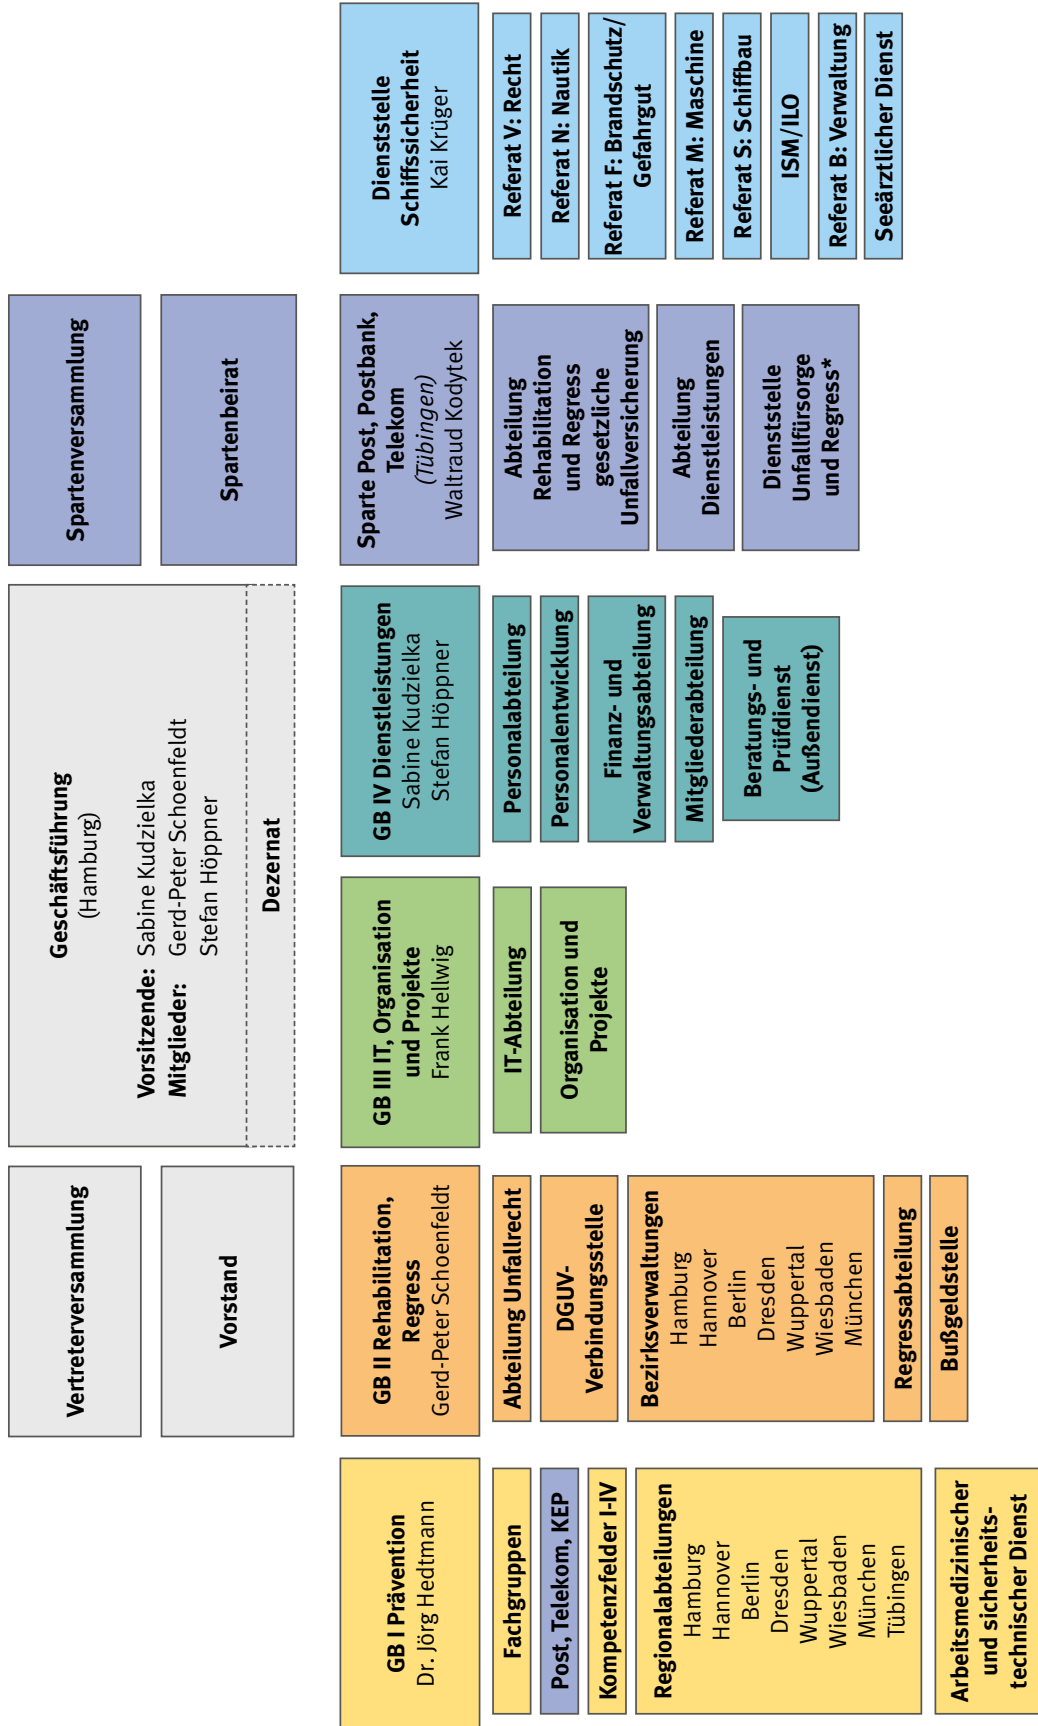 Vertreterversammlung
Vorstand
Geschäftsführung
(Hamburg)
Vorsitzende: Sabine Kudzielka
Mitglieder: Gerd-Peter Schoenfeldt
Stefan Höppner
Dezernat
Spartenversammlung
Spartenbeirat
GB I Prävention
Dr. Jörg Hedtmann
Fachgruppen
Post, Telekom, KEP
Kompetenzfelder I-IV
Regionalabteilungen
Hamburg
Hannover
Berlin
Dresden
Wuppertal
Wiesbaden
München
Tübingen
Arbeitsmedizinischer
und sicherheits-
technischer Dienst
GB II Rehabilitation,
Regress
Gerd-Peter Schoenfeldt
Abteilung Unfallrecht
DGUV-
Verbindungsstelle
Bezirksverwaltungen
Hamburg
Hannover
Berlin
Dresden
Wuppertal
Wiesbaden
München
Regressabteilung
Bußgeldstelle
GB III IT, Organisation
und Projekte
Frank Hellwig
IT-Abteilung
Organisation und
Projekte
GB IV Dienstleistungen
Sabine Kudzielka
Stefan Höppner
Personalabteilung
Personalentwicklung
Finanz- und
Verwaltungsabteilung
Mitgliederabteilung
Beratungs- und
Prüfdienst
(Außendienst)
Sparte Post, Postbank,
Telekom
(Tübingen)
Waltraud Kodytek
Abteilung
Rehabilitation
und Regress
gesetzliche
Unfallversicherung
Abteilung
Dienstleistungen
Dienststelle
Unfallfürsorge
und Regress*
Dienststelle
Schiffssicherheit
Kai Krüger
Referat V: Recht
Referat N: Nautik
Referat F: Brandschutz/
Gefahrgut
Referat M: Maschine
Referat S: Schiffbau
ISM/ILO
Referat B: Verwaltung
Seeärztlicher Dienst